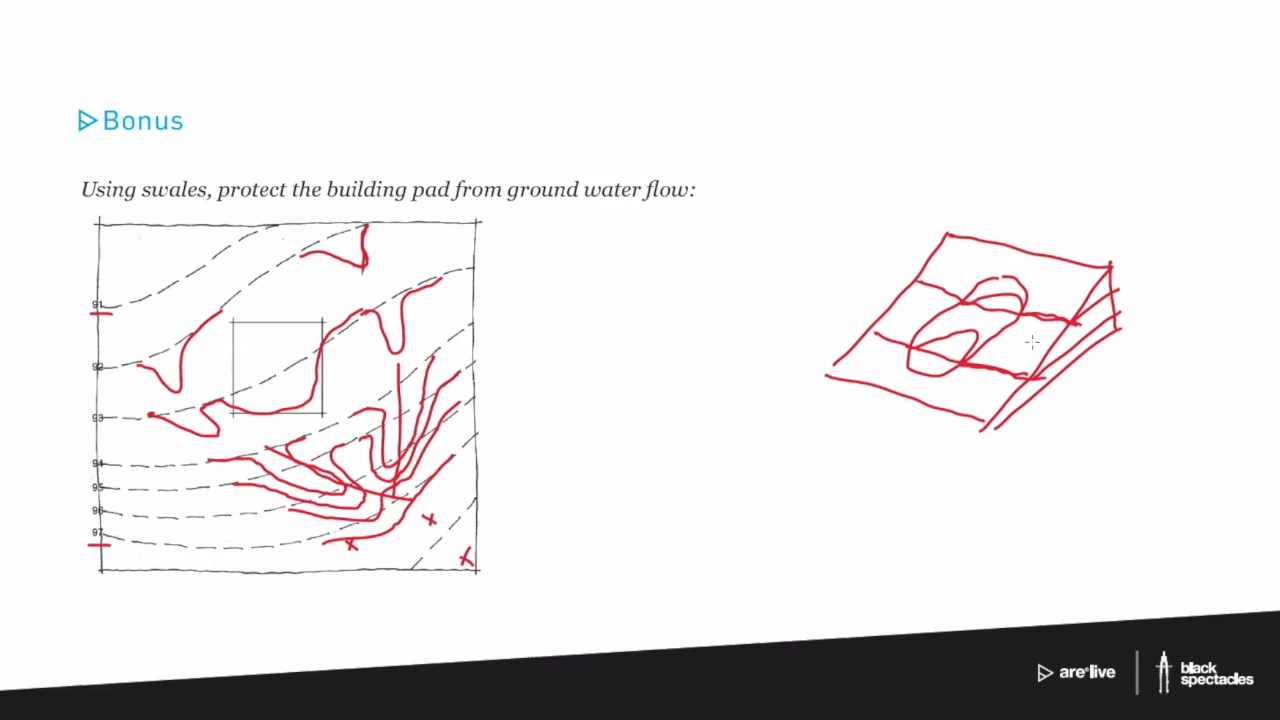 Bonus
Using swales, protect the building pad from ground water flow:
91
92
93
94
95
96
97
are live
black
spectacles